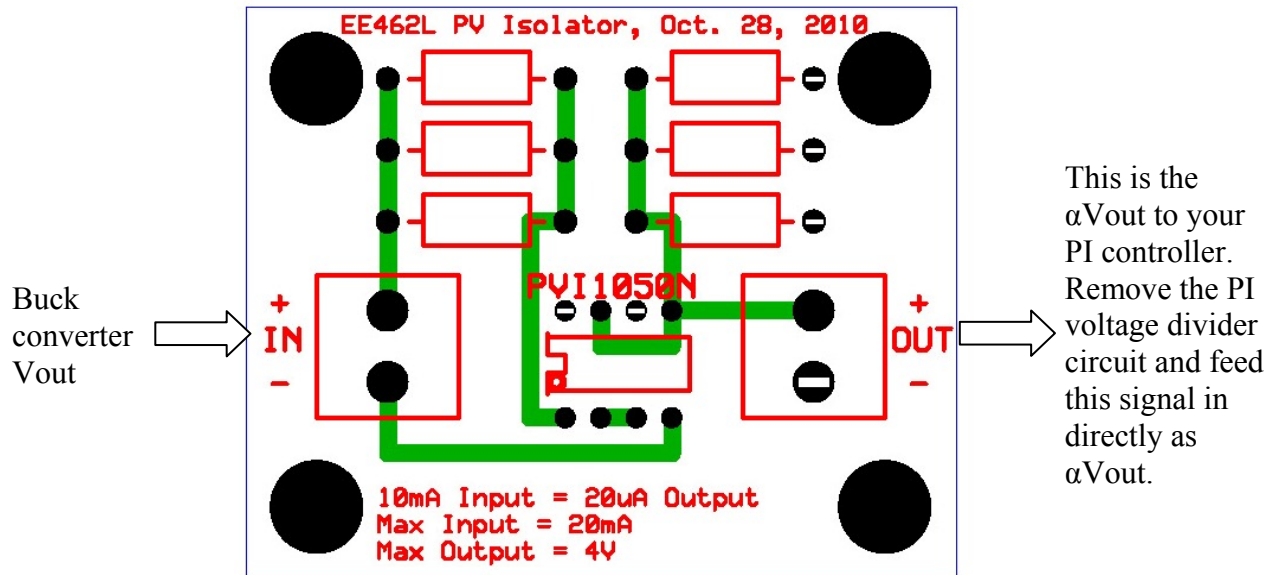 EE462L PV Isolator, Oct. 28, 2010
Buck
converter
Vout
+
IN
-
PVI1050N
+
OUT
-
10mA Input = 20uA Output
Max Input = 20mA
Max Output = 4V
This is the
αVout to your
PI controller.
Remove the PI
voltage divider
circuit and feed
this signal in
directly as
αVout.